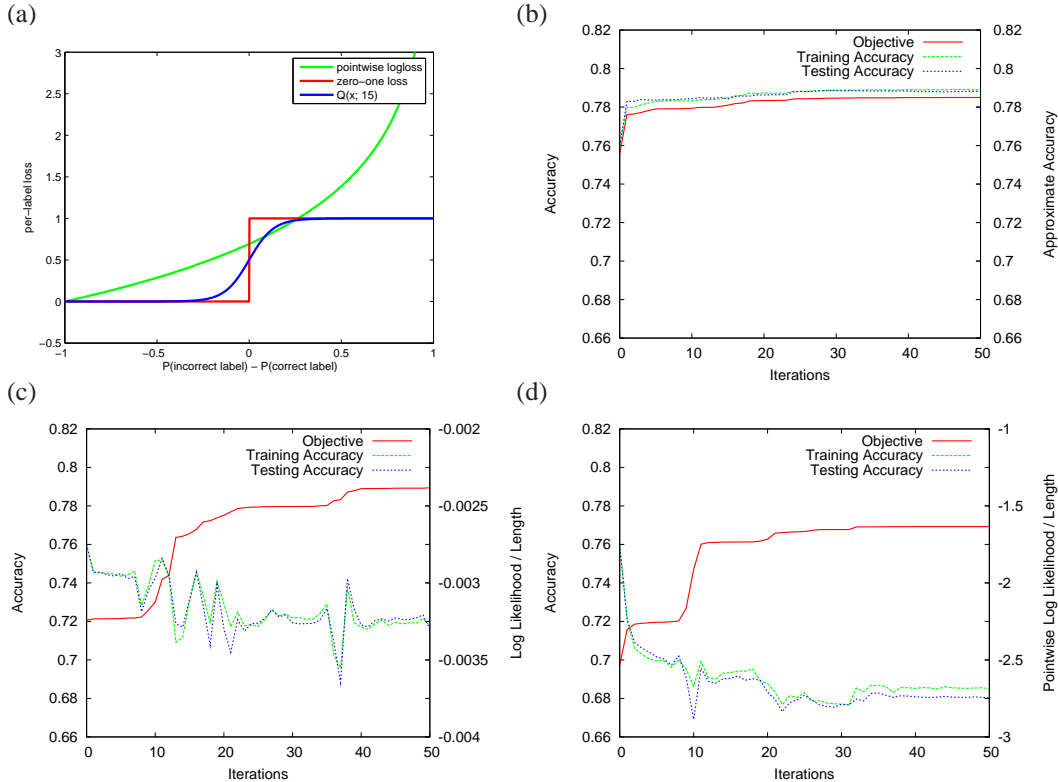 (a)
3
2.5
2
1.5
1
0.5
0
−0.5
per−label loss
pointwise logloss
zero−one loss
Q(x; 15)
−1
−0.5
0
0.5
1
P(incorrect label) − P(correct label)
(b)
0.82
0.8
0.78
0.76
0.74
0.72
0.7
0.68
0.66
Accuracy
Objective
Training Accuracy
Testing Accuracy
0.82
0.8
0.78
0.76
0.74
0.72
0.7
0.68
0.66
Approximate Accuracy
0
10
20
30
40
50
Iterations
(c)
0.82
0.8
0.78
0.76
0.74
0.72
0.7
0.68
0.66
Accuracy
Objective
Training Accuracy
Testing Accuracy
-0.002
-0.0025
-0.003
-0.0035
-0.004
Log Likelihood / Length
0
10
20
30
40
50
Iterations
(d)
0.82
0.8
0.78
0.76
0.74
0.72
0.7
0.68
0.66
Accuracy
Objective
Training Accuracy
Testing Accuracy
-1
-1.5
-2
-2.5
-3
Pointwise Log Likelihood / Length
0
10
20
30
40
50
Iterations